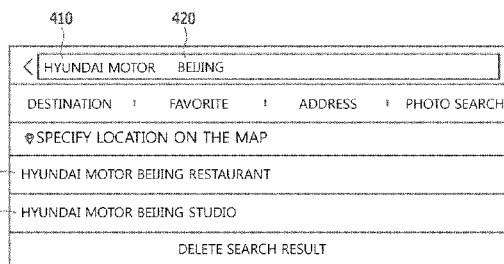 410 420
< HYUNDAI MOTOR BEIJING
DESTINATION FAVORITE ADDRESS PHOTO SEARCH
SPECIFY LOCATION ON THE MAP
HYUNDAI MOTOR BEIJING RESTAURANT
HYUNDAI MOTOR BEIJING STUDIO
DELETE SEARCH RESULT